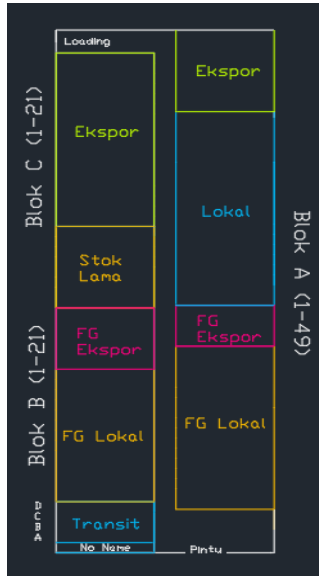 Loading
Ekspor
Ekspor
Blok C (1-21)
Lokal
Stok
Lama
Blok A (1-49)
FG
Ekspor
FG
Ekspor
Blok B (1-21)
FG Lokal
FG Lokal
D
C
B
A
Transit
No Name
Pintu